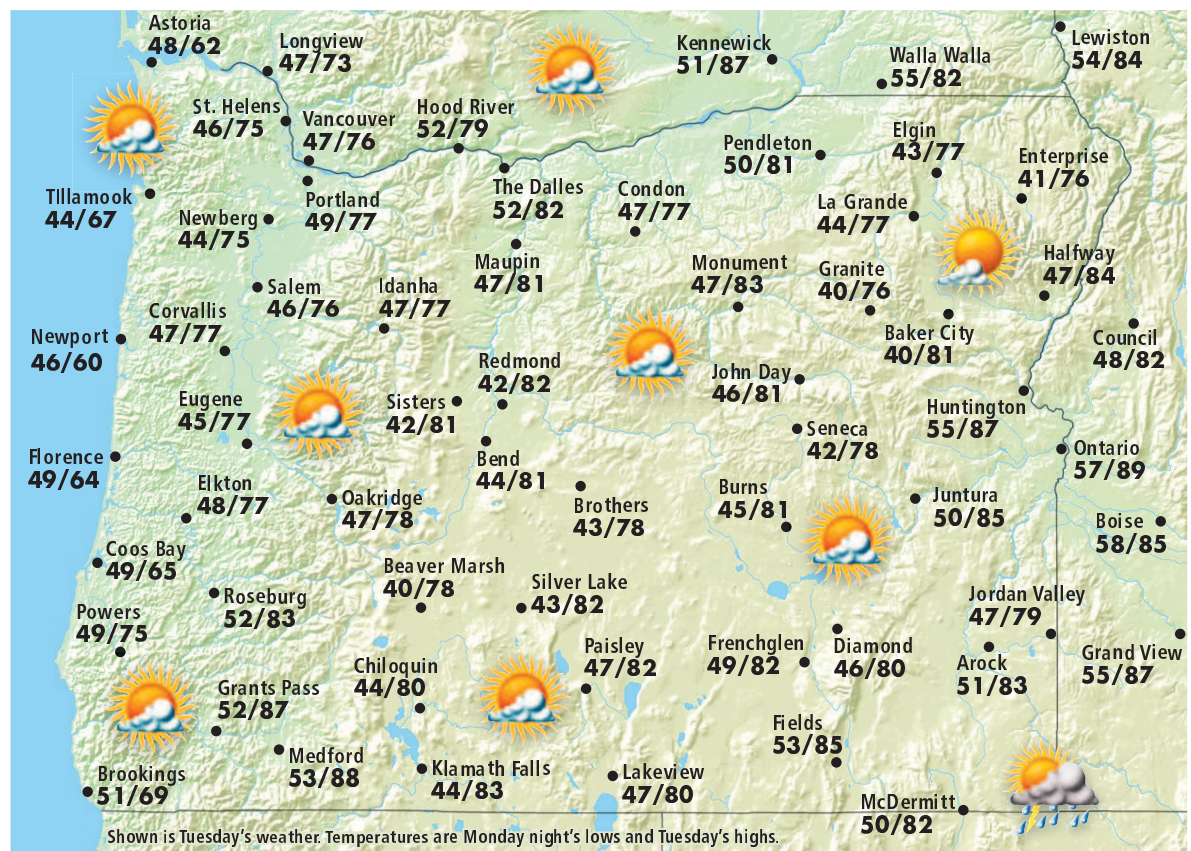 Astoria
48/62
Longview
47/73
Kennewick
51/87
Walla Walla
55/82
Lewiston
54/84
St. Helens
46/75
Vancouver
47/76
Hood River
52/79
Pendleton
50/81
Elgin
43/77
Enterprise
41/76
TIllamook
44/67
Newberg
44/75
Portland
49/77
The Dalles
52/82
Condon
47/77
La Grande
44/77
Maupin
47/81
Monument
47/83
Granite
40/76
Halfway
47/84
Salem
46/76
Idanha
47/77
Corvallis
47/77
Newport
46/60
Baker City
40/81
Council
48/82
Redmond
42/82
John Day
46/81
Eugene
45/77
Sisters
42/81
Huntington
55/87
Seneca
42/78
Florence
49/64
Bend
44/81
Ontario
57/89
Elkton
48/77
Oakridge
47/78
Brothers
43/78
Burns
45/81
Juntura
50/85
Boise
58/85
Coos Bay
49/65
Beaver Marsh
40/78
Silver Lake
43/82
Roseburg
52/83
Jordan Valley
47/79
Powers
49/75
Paisley
47/82
Frenchglen
49/82
Diamond
46/80
Arock
51/83
Grand View
55/87
Chiloquin
44/80
Grants Pass
52/87
Fields
53/85
Medford
53/88
Klamath Falls
44/83
Lakeview
47/80
Brookings
51/69
McDermitt
50/82
Shown is Tuesday's weather. Temperatures are Monday night's lows and Tuesday's highs.